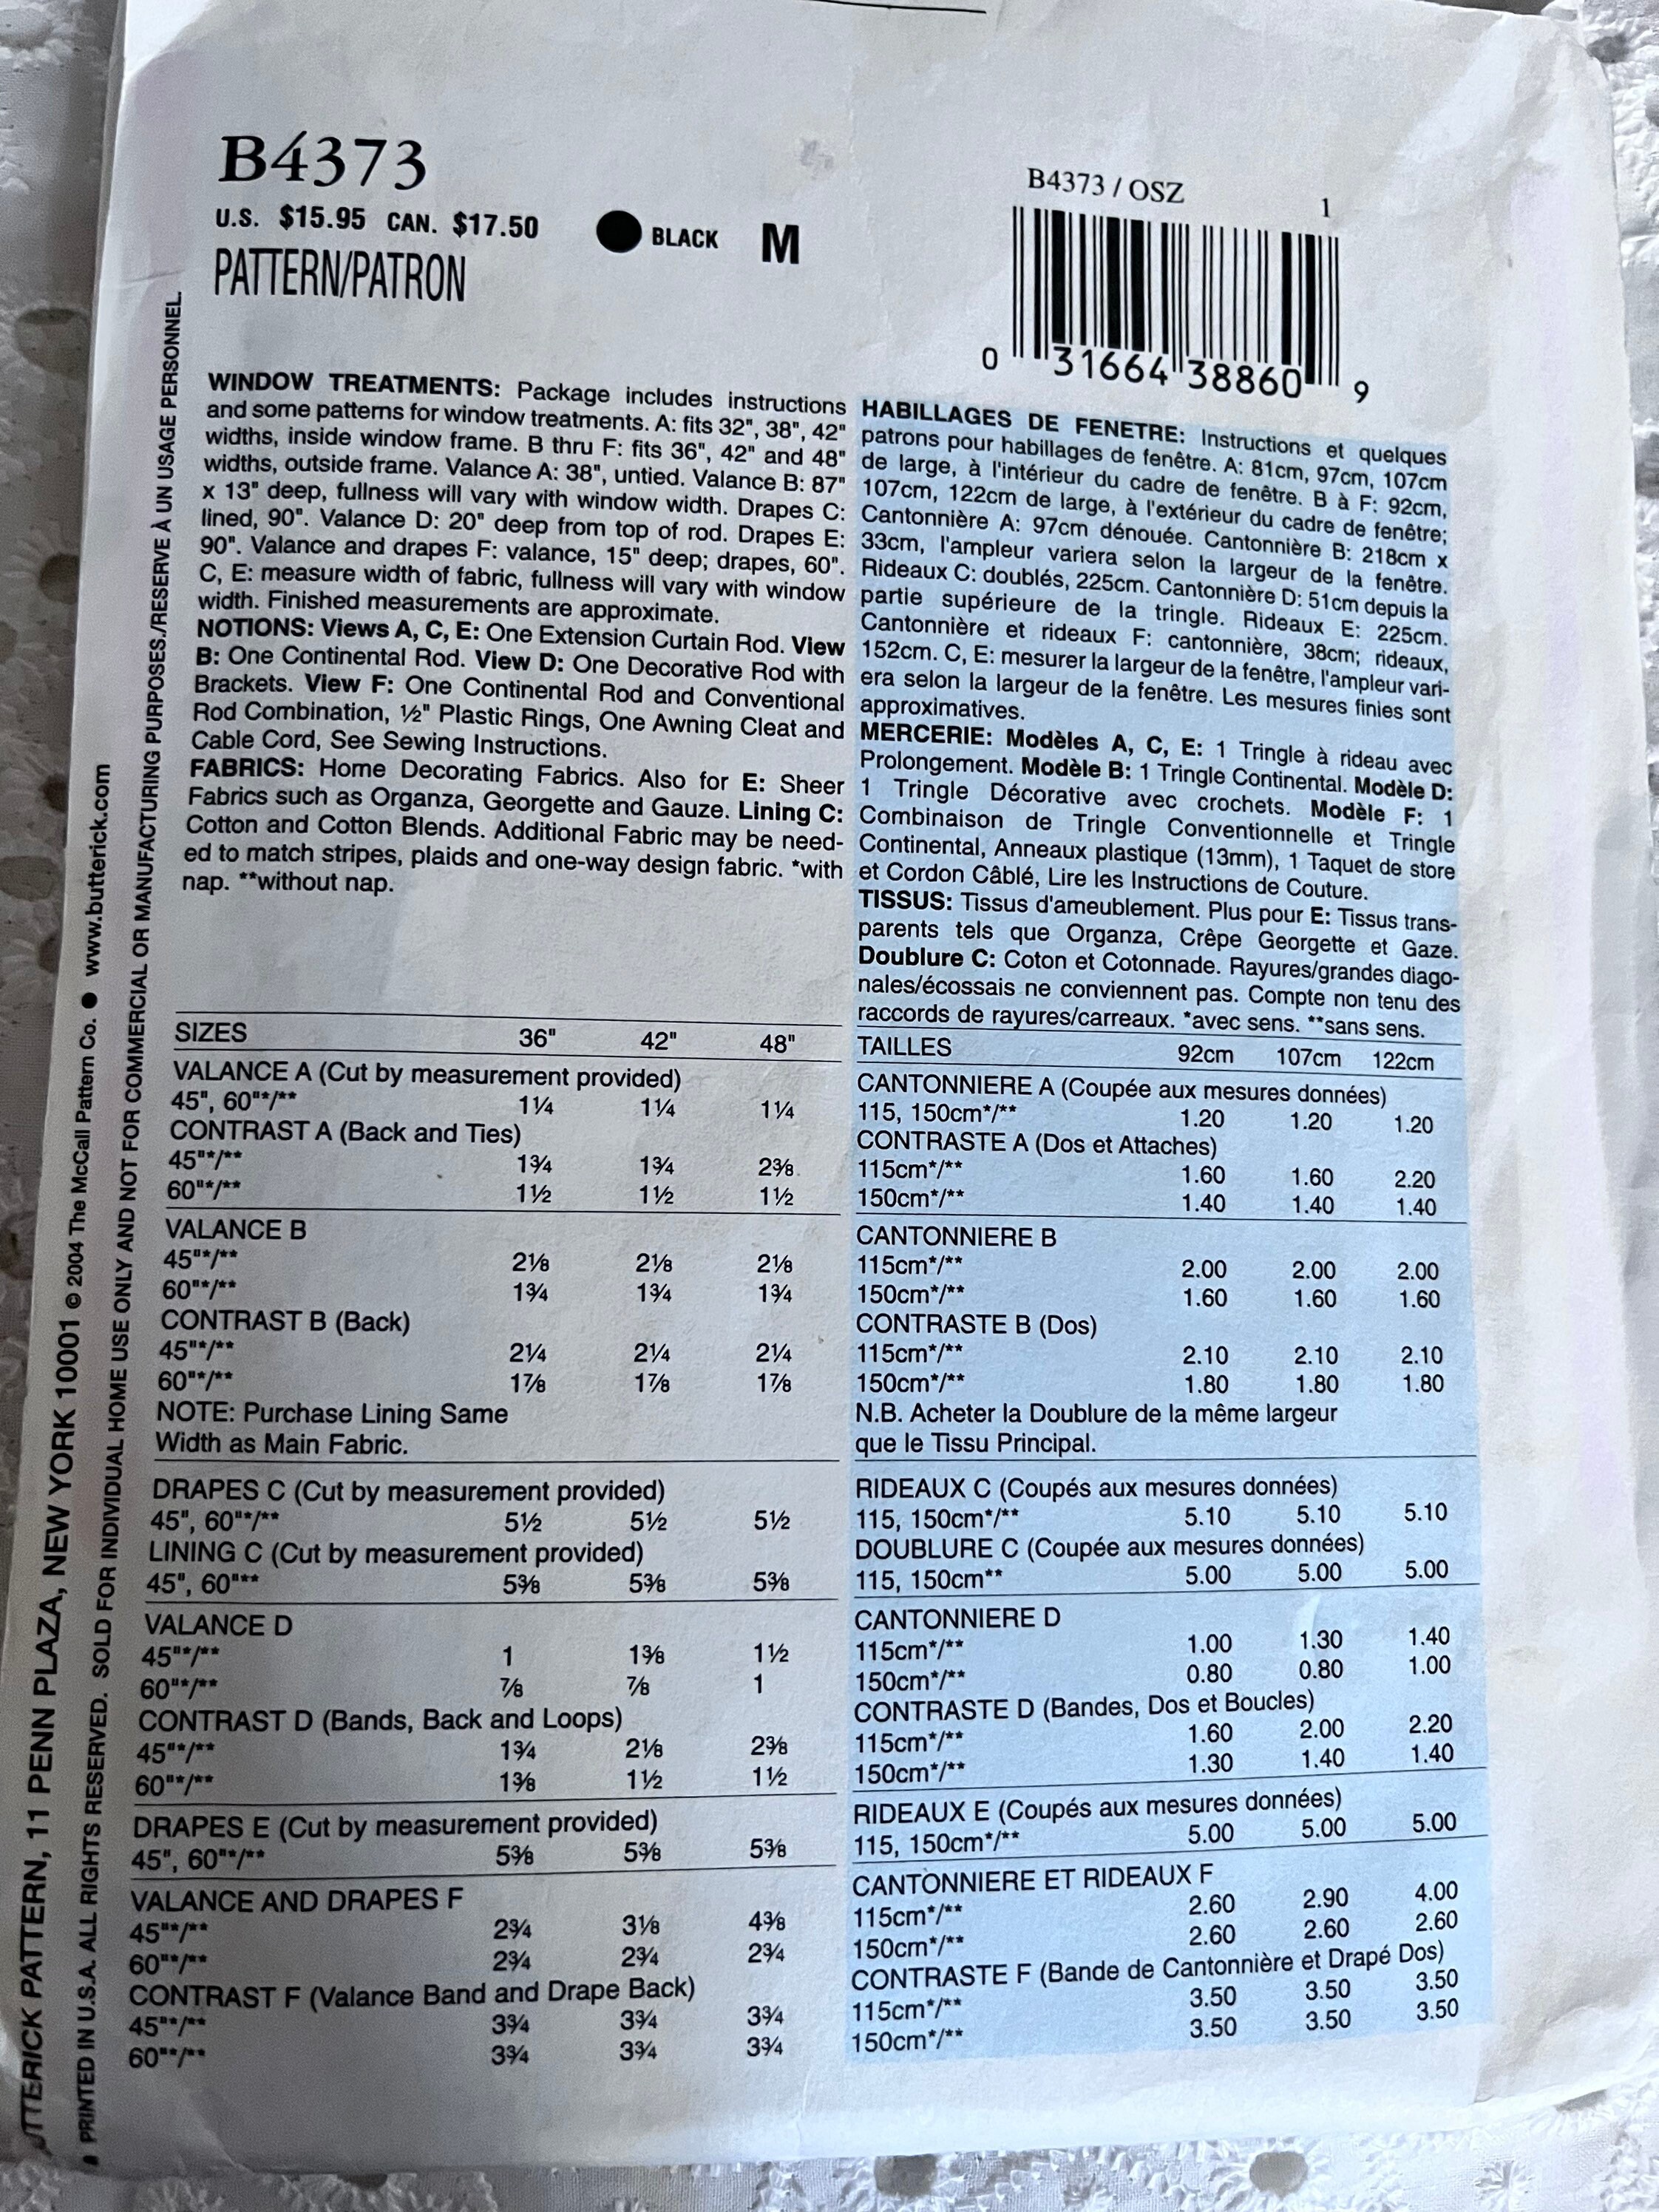 B4373
U.S. $15.95 CAN. $17.50
● BLACK M
PATTERN/PATRON
B4373 / OSZ
1
0 31664 38860 9
WINDOW TREATMENTS: Package includes instructions
and some patterns for window treatments. A: fits 32", 38", 42"
widths, inside window frame. B thru F: fits 36", 42" and 48"
widths, outside frame. Valance A: 38", untied. Valance B: 87"
x 13" deep, fullness will vary with window width. Drapes C:
lined, 90". Valance D: 20" deep from top of rod. Drapes E:
90". Valance and drapes F: valance, 15" deep; drapes, 60".
C, E: measure width of fabric, fullness will vary with window
width. Finished measurements are approximate.
NOTIONS: Views A, C, E: One Extension Curtain Rod. View
B: One Continental Rod. View D: One Decorative Rod with
Brackets. View F: One Continental Rod and Conventional
Rod Combination, ½" Plastic Rings, One Awning Cleat and
Cable Cord, See Sewing Instructions.
FABRICS: Home Decorating Fabrics. Also for E: Sheer
Fabrics such as Organza, Georgette and Gauze. Lining C:
Cotton and Cotton Blends. Additional Fabric may be need-
ed to match stripes, plaids and one-way design fabric. *with
nap. **without nap.
SIZES 36" 42" 48"
VALANCE A (Cut by measurement provided)
45", 60"*/** 1¼ 1¼ 1¼
CONTRAST A (Back and Ties)
45"*/** 1¾ 1¾ 2⅜
60"*/** 1½ 1½ 1½
VALANCE B
45"*/** 2⅛ 2⅛ 2⅛
60"*/** 1¾ 1¾ 1¾
CONTRAST B (Back)
45"*/** 2¼ 2¼ 2¼
60"*/** 1⅞ 1⅞ 1⅞
NOTE: Purchase Lining Same
Width as Main Fabric.
DRAPES C (Cut by measurement provided)
45", 60"*/** 5½ 5½ 5½
LINING C (Cut by measurement provided)
45", 60"** 5⅜ 5⅜ 5⅜
VALANCE D
45"*/** 1 1⅜ 1½
60"*/** ⅞ ⅞ 1
CONTRAST D (Bands, Back and Loops)
45"*/** 1¾ 2⅛ 2⅜
60"*/** 1⅜ 1½ 1½
DRAPES E (Cut by measurement provided)
45", 60"*/** 5⅜ 5⅜ 5⅜
VALANCE AND DRAPES F
45"*/** 2¾ 3⅛ 4⅜
60"*/** 2¾ 2¾ 2¾
CONTRAST F (Valance Band and Drape Back)
45"*/** 3¾ 3¾ 3¾
60"*/** 3¾ 3¾ 3¾
HABILLAGES DE FENETRE: Instructions et quelques
patrons pour habillages de fenêtre. A: 81cm, 97cm, 107cm
de large, à l'intérieur du cadre de fenêtre. B à F: 92cm,
107cm, 122cm de large, à l'extérieur du cadre de fenêtre;
Cantonnière A: 97cm dénouée. Cantonnière B: 218cm x
33cm, l'ampleur variera selon la largeur de la fenêtre.
Rideaux C: doublés, 225cm. Cantonnière D: 51cm depuis la
partie supérieure de la tringle. Rideaux E: 225cm.
Cantonnière et rideaux F: cantonnière, 38cm; rideaux,
152cm. C, E: mesurer la largeur de la fenêtre, l'ampleur vari-
era selon la largeur de la fenêtre. Les mesures finies sont
approximatives.
MERCERIE: Modèles A, C, E: 1 Tringle à rideau avec
Prolongement. Modèle B: 1 Tringle Continental. Modèle D:
1 Tringle Décorative avec crochets. Modèle F: 1
Combinaison de Tringle Conventionnelle et Tringle
Continental, Anneaux plastique (13mm), 1 Taquet de store
et Cordon Câblé, Lire les Instructions de Couture.
TISSUS: Tissus d'ameublement. Plus pour E: Tissus trans-
parents tels que Organza, Crêpe Georgette et Gaze.
Doublure C: Coton et Cotonnade. Rayures/grandes diago-
nales/écossais ne conviennent pas. Compte non tenu des
raccords de rayures/carreaux. *avec sens. **sans sens.
TAILLES 92cm 107cm 122cm
CANTONNIERE A (Coupée aux mesures données)
115, 150cm*/** 1.20 1.20 1.20
CONTRASTE A (Dos et Attaches)
115cm*/** 1.60 1.60 2.20
150cm*/** 1.40 1.40 1.40
CANTONNIERE B
115cm*/** 2.00 2.00 2.00
150cm*/** 1.60 1.60 1.60
CONTRASTE B (Dos)
115cm*/** 2.10 2.10 2.10
150cm*/** 1.80 1.80 1.80
N.B. Acheter la Doublure de la même largeur
que le Tissu Principal.
RIDEAUX C (Coupés aux mesures données)
115, 150cm*/** 5.10 5.10 5.10
DOUBLURE C (Coupée aux mesures données)
115, 150cm** 5.00 5.00 5.00
CANTONNIERE D
115cm*/** 1.00 1.30 1.40
150cm*/** 0.80 0.80 1.00
CONTRASTE D (Bandes, Dos et Boucles)
115cm*/** 1.60 2.00 2.20
150cm*/** 1.30 1.40 1.40
RIDEAUX E (Coupés aux mesures données)
115, 150cm*/** 5.00 5.00 5.00
CANTONNIERE ET RIDEAUX F
115cm*/** 2.60 2.90 4.00
150cm*/** 2.60 2.60 2.60
CONTRASTE F (Bande de Cantonnière et Drapé Dos)
115cm*/** 3.50 3.50 3.50
150cm*/** 3.50 3.50 3.50
UTTERICK PATTERN, 11 PENN PLAZA, NEW YORK 10001 © 2004 The McCall Pattern Co. ● www.butterick.com
PRINTED IN U.S.A. ALL RIGHTS RESERVED. SOLD FOR INDIVIDUAL HOME USE ONLY AND NOT FOR COMMERCIAL OR MANUFACTURING PURPOSES./RESERVE À UN USAGE PERSONNEL.